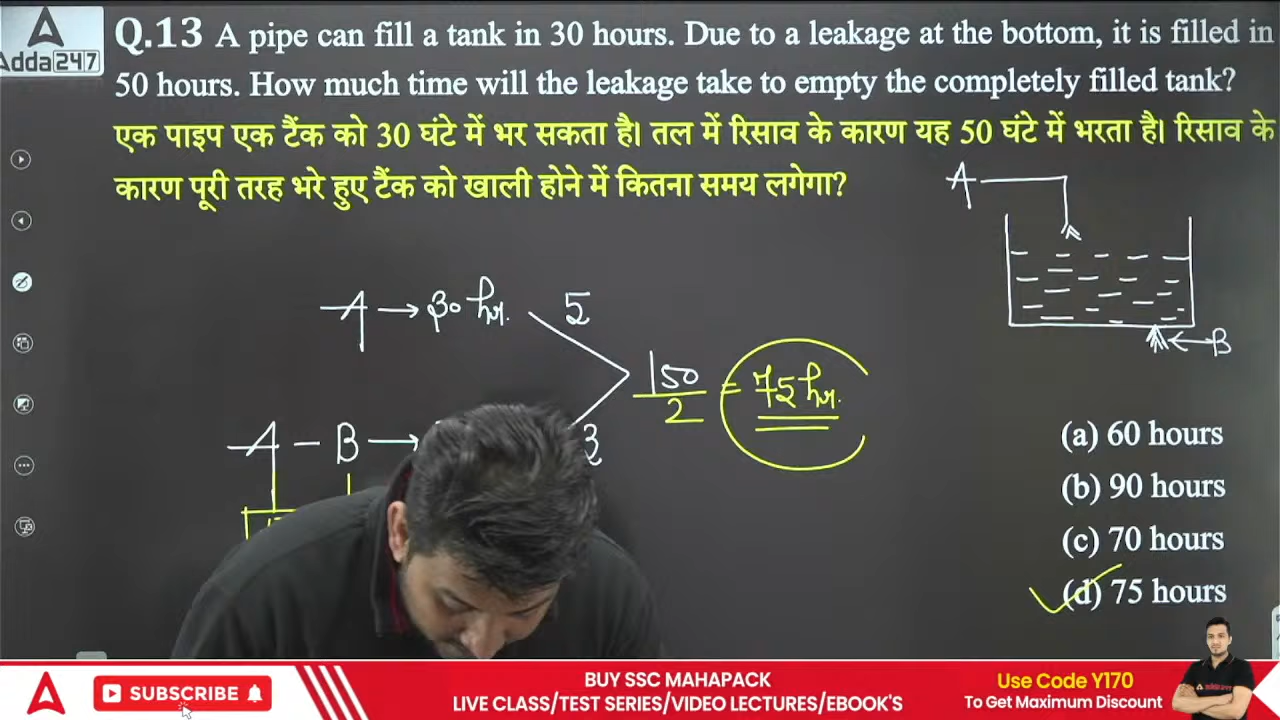 Adda247
Q.13 A pipe can fill a tank in 30 hours. Due to a leakage at the bottom, it is filled in
50 hours. How much time will the leakage take to empty the completely filled tank?
एक पाइप एक टैंक को 30 घंटे में भर सकता है। तल में रिसाव के कारण यह 50 घंटे में भरता है। रिसाव के
कारण पूरी तरह भरे हुए टैंक को खाली होने में कितना समय लगेगा?
A
B
A → 30 hr. 5
150/2 = 75 hr.
A - B → 3
(a) 60 hours
(b) 90 hours
(c) 70 hours
(d) 75 hours
SUBSCRIBE
BUY SSC MAHAPACK
LIVE CLASS/TEST SERIES/VIDEO LECTURES/EBOOK'S
Use Code Y170
To Get Maximum Discount